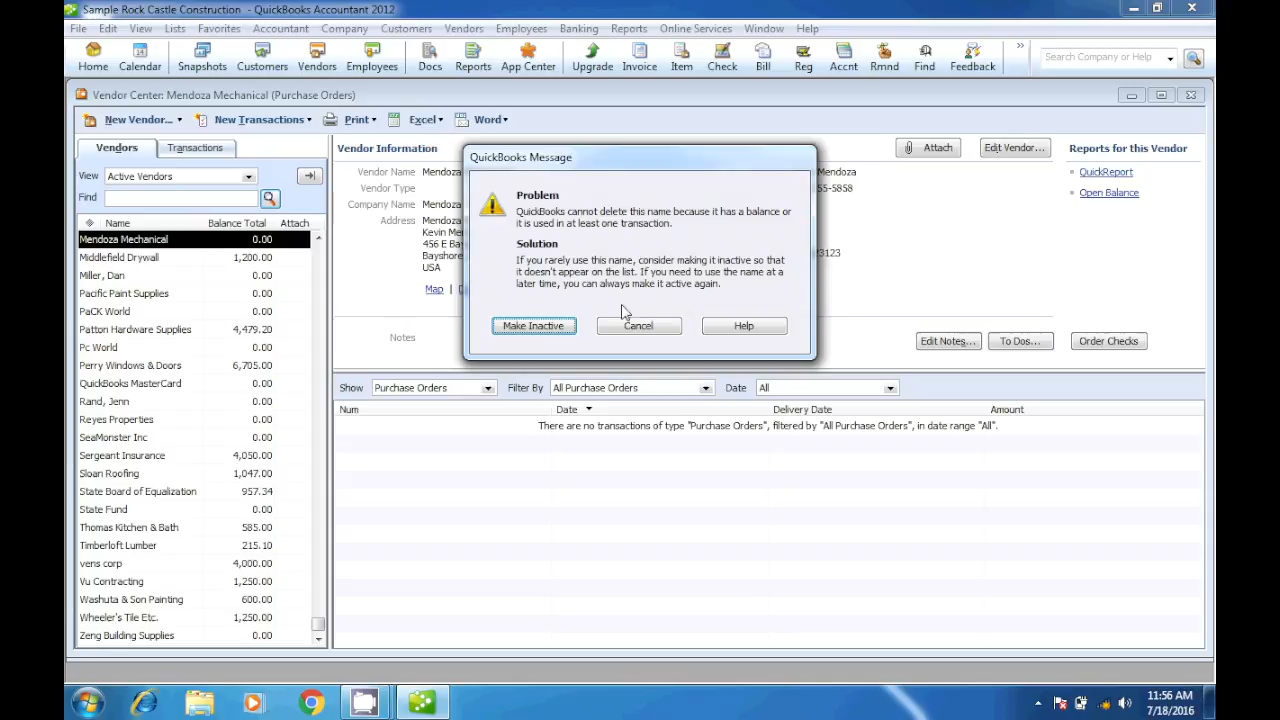 Sample Rock Castle Construction - QuickBooks Accountant 2012
File Edit View Lists Favorites Accountant Company Customers Vendors Employees Banking Reports Online Services Window Help
Home Calendar Snapshots Customers Vendors Employees Docs Reports App Center Upgrade Invoice Item Check Bill Reg Accnt Rmnd Find Feedback
Search Company or Help
Vendor Center: Mendoza Mechanical (Purchase Orders)
New Vendor... New Transactions Print Excel Word
Vendors Transactions
View Active Vendors
Find
Name Balance Total Attach
Mendoza Mechanical 0.00
Middlefield Drywall 1,200.00
Miller, Dan 0.00
Pacific Paint Supplies 0.00
PaCK World 0.00
Patton Hardware Supplies 4,479.20
Pc World 0.00
Perry Windows & Doors 6,705.00
QuickBooks MasterCard 0.00
Rand, Jenn 0.00
Reyes Properties 0.00
SeaMonster Inc 0.00
Sergeant Insurance 4,050.00
Sloan Roofing 1,047.00
State Board of Equalization 957.34
State Fund 0.00
Thomas Kitchen & Bath 585.00
Timberloft Lumber 215.10
vens corp 4,000.00
Vu Contracting 1,250.00
Washuta & Son Painting 600.00
Wheeler's Tile Etc. 1,250.00
Zeng Building Supplies 0.00
Vendor Information
Attach Edit Vendor...
Vendor Name Mendoza
Vendor Type
Company Name Mendoza
Address Mendoza
Kevin
456 E
Bayshore
USA
Map
Mendoza
55-5858
3123
Notes
Edit Notes... To Dos... Order Checks
Reports for this Vendor
QuickReport
Open Balance
QuickBooks Message
Problem
QuickBooks cannot delete this name because it has a balance or
it is used in at least one transaction.
Solution
If you rarely use this name, consider making it inactive so that
it doesn't appear on the list. If you need to use the name at a
later time, you can always make it active again.
Make Inactive Cancel Help
Show Purchase Orders Filter By All Purchase Orders Date All
Num Date Delivery Date Amount
There are no transactions of type "Purchase Orders", filtered by "All Purchase Orders", in date range "All".
11:56 AM
7/18/2016